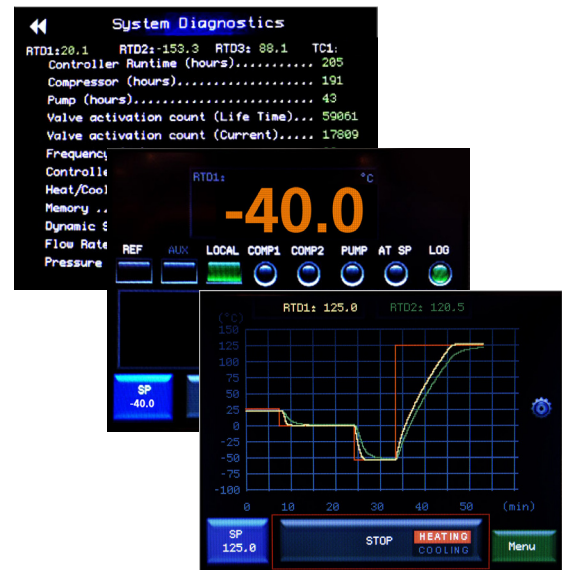 System Diagnostics
RTD1:20.1 RTD2:-153.3 RTD3: 88.1 TC1:
Controller Runtime (hours)........... 205
Compressor (hours)................... 191
Pump (hours)......................... 43
Valve activation count (Life Time)... 59061
Valve activation count (Current)..... 17809
Frequency
Controlle
Heat/Cool
Memory ..
Dynamic S
Flow Rate
Pressure
RTD1: °C
-40.0
REF AUX LOCAL COMP1 COMP2 PUMP AT SP LOG
SP
-40.0
RTD1: 125.0 RTD2: 120.5
(°C)
150
125
100
75
50
25
0
-25
-50
-75
-100
0 10 20 30 40 50 (min)
SP
125.0
STOP
HEATING
COOLING
Menu